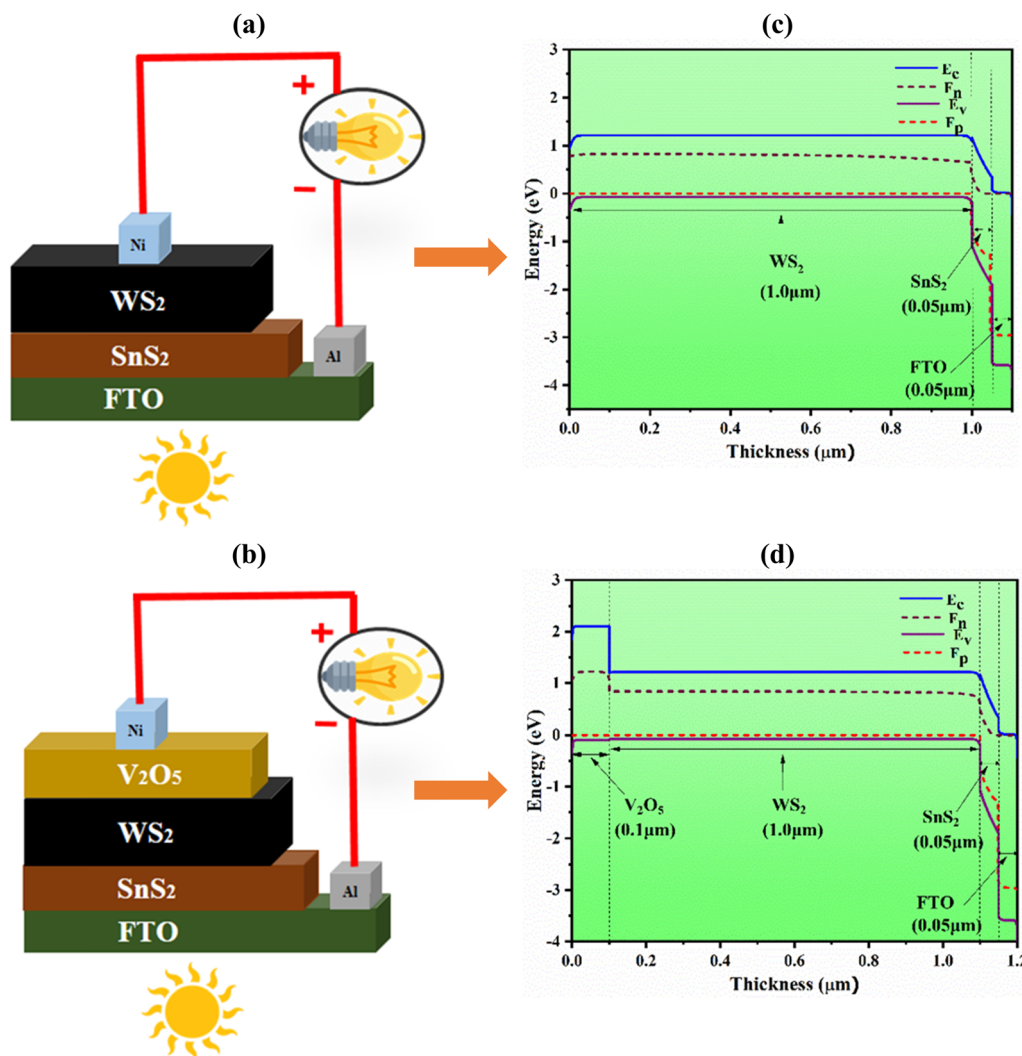 (a)
+
−
Ni
WS2
SnS2
Al
FTO
(c)
3
2
1
0
-1
-2
-3
-4
Energy (eV)
Ec
Fn
Ev
Fp
WS2
(1.0μm)
SnS2
(0.05μm)
FTO
(0.05μm)
0.0 0.2 0.4 0.6 0.8 1.0
Thickness (μm)
(b)
+
−
Ni
V2O5
WS2
SnS2
Al
FTO
(d)
3
2
1
0
-1
-2
-3
-4
Energy (eV)
Ec
Fn
Ev
Fp
V2O5
(0.1μm)
WS2
(1.0μm)
SnS2
(0.05μm)
FTO
(0.05μm)
0.0 0.2 0.4 0.6 0.8 1.0 1.2
Thickness (μm)